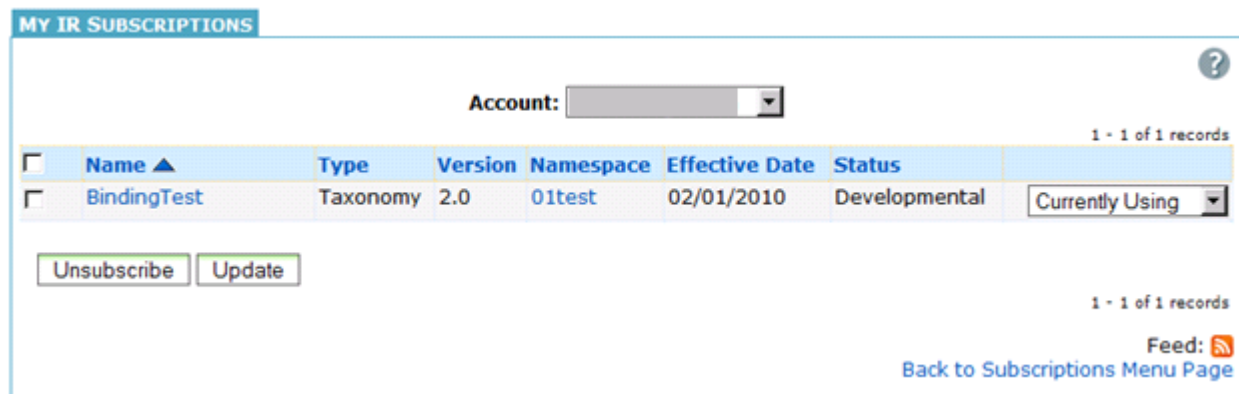 MY IR SUBSCRIPTIONS
?
Account:
1 - 1 of 1 records
Name Type Version Namespace Effective Date Status
BindingTest Taxonomy 2.0 01test 02/01/2010 Developmental Currently Using
Unsubscribe Update
1 - 1 of 1 records
Feed:
Back to Subscriptions Menu Page